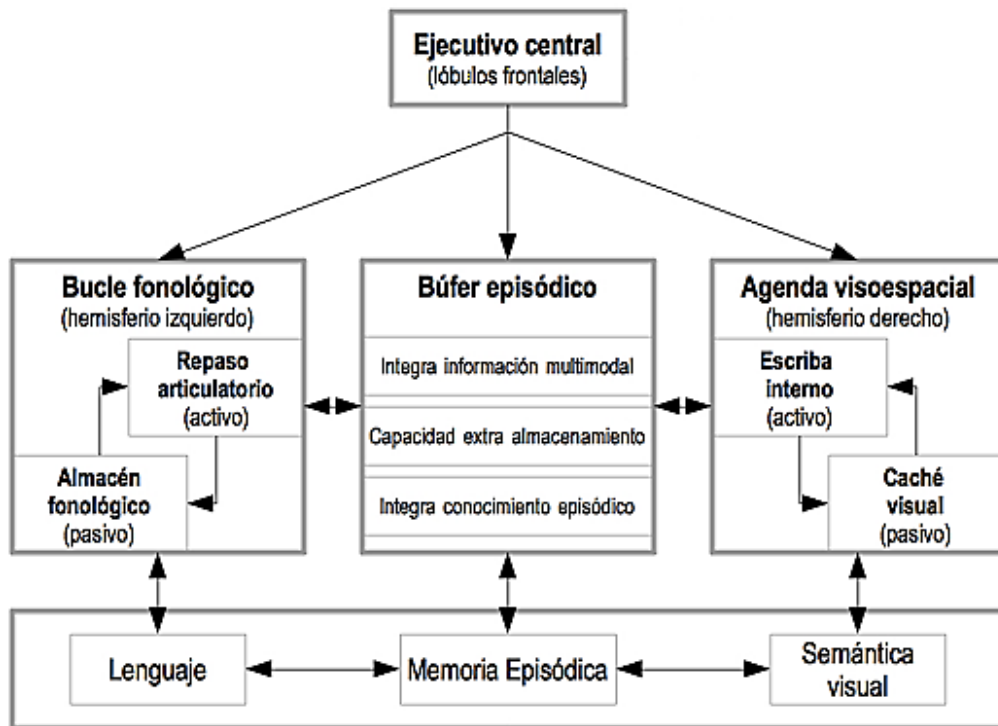 Ejecutivo central
(lóbulos frontales)
Bucle fonológico
(hemisferio izquierdo)
Repaso
articulatorio
(activo)
Almacén
fonológico
(pasivo)
Búfer episódico
Integra información multimodal
Capacidad extra almacenamiento
Integra conocimiento episódico
Agenda visoespacial
(hemisferio derecho)
Escriba
interno
(activo)
Caché
visual
(pasivo)
Lenguaje
Memoria Episódica
Semántica
visual